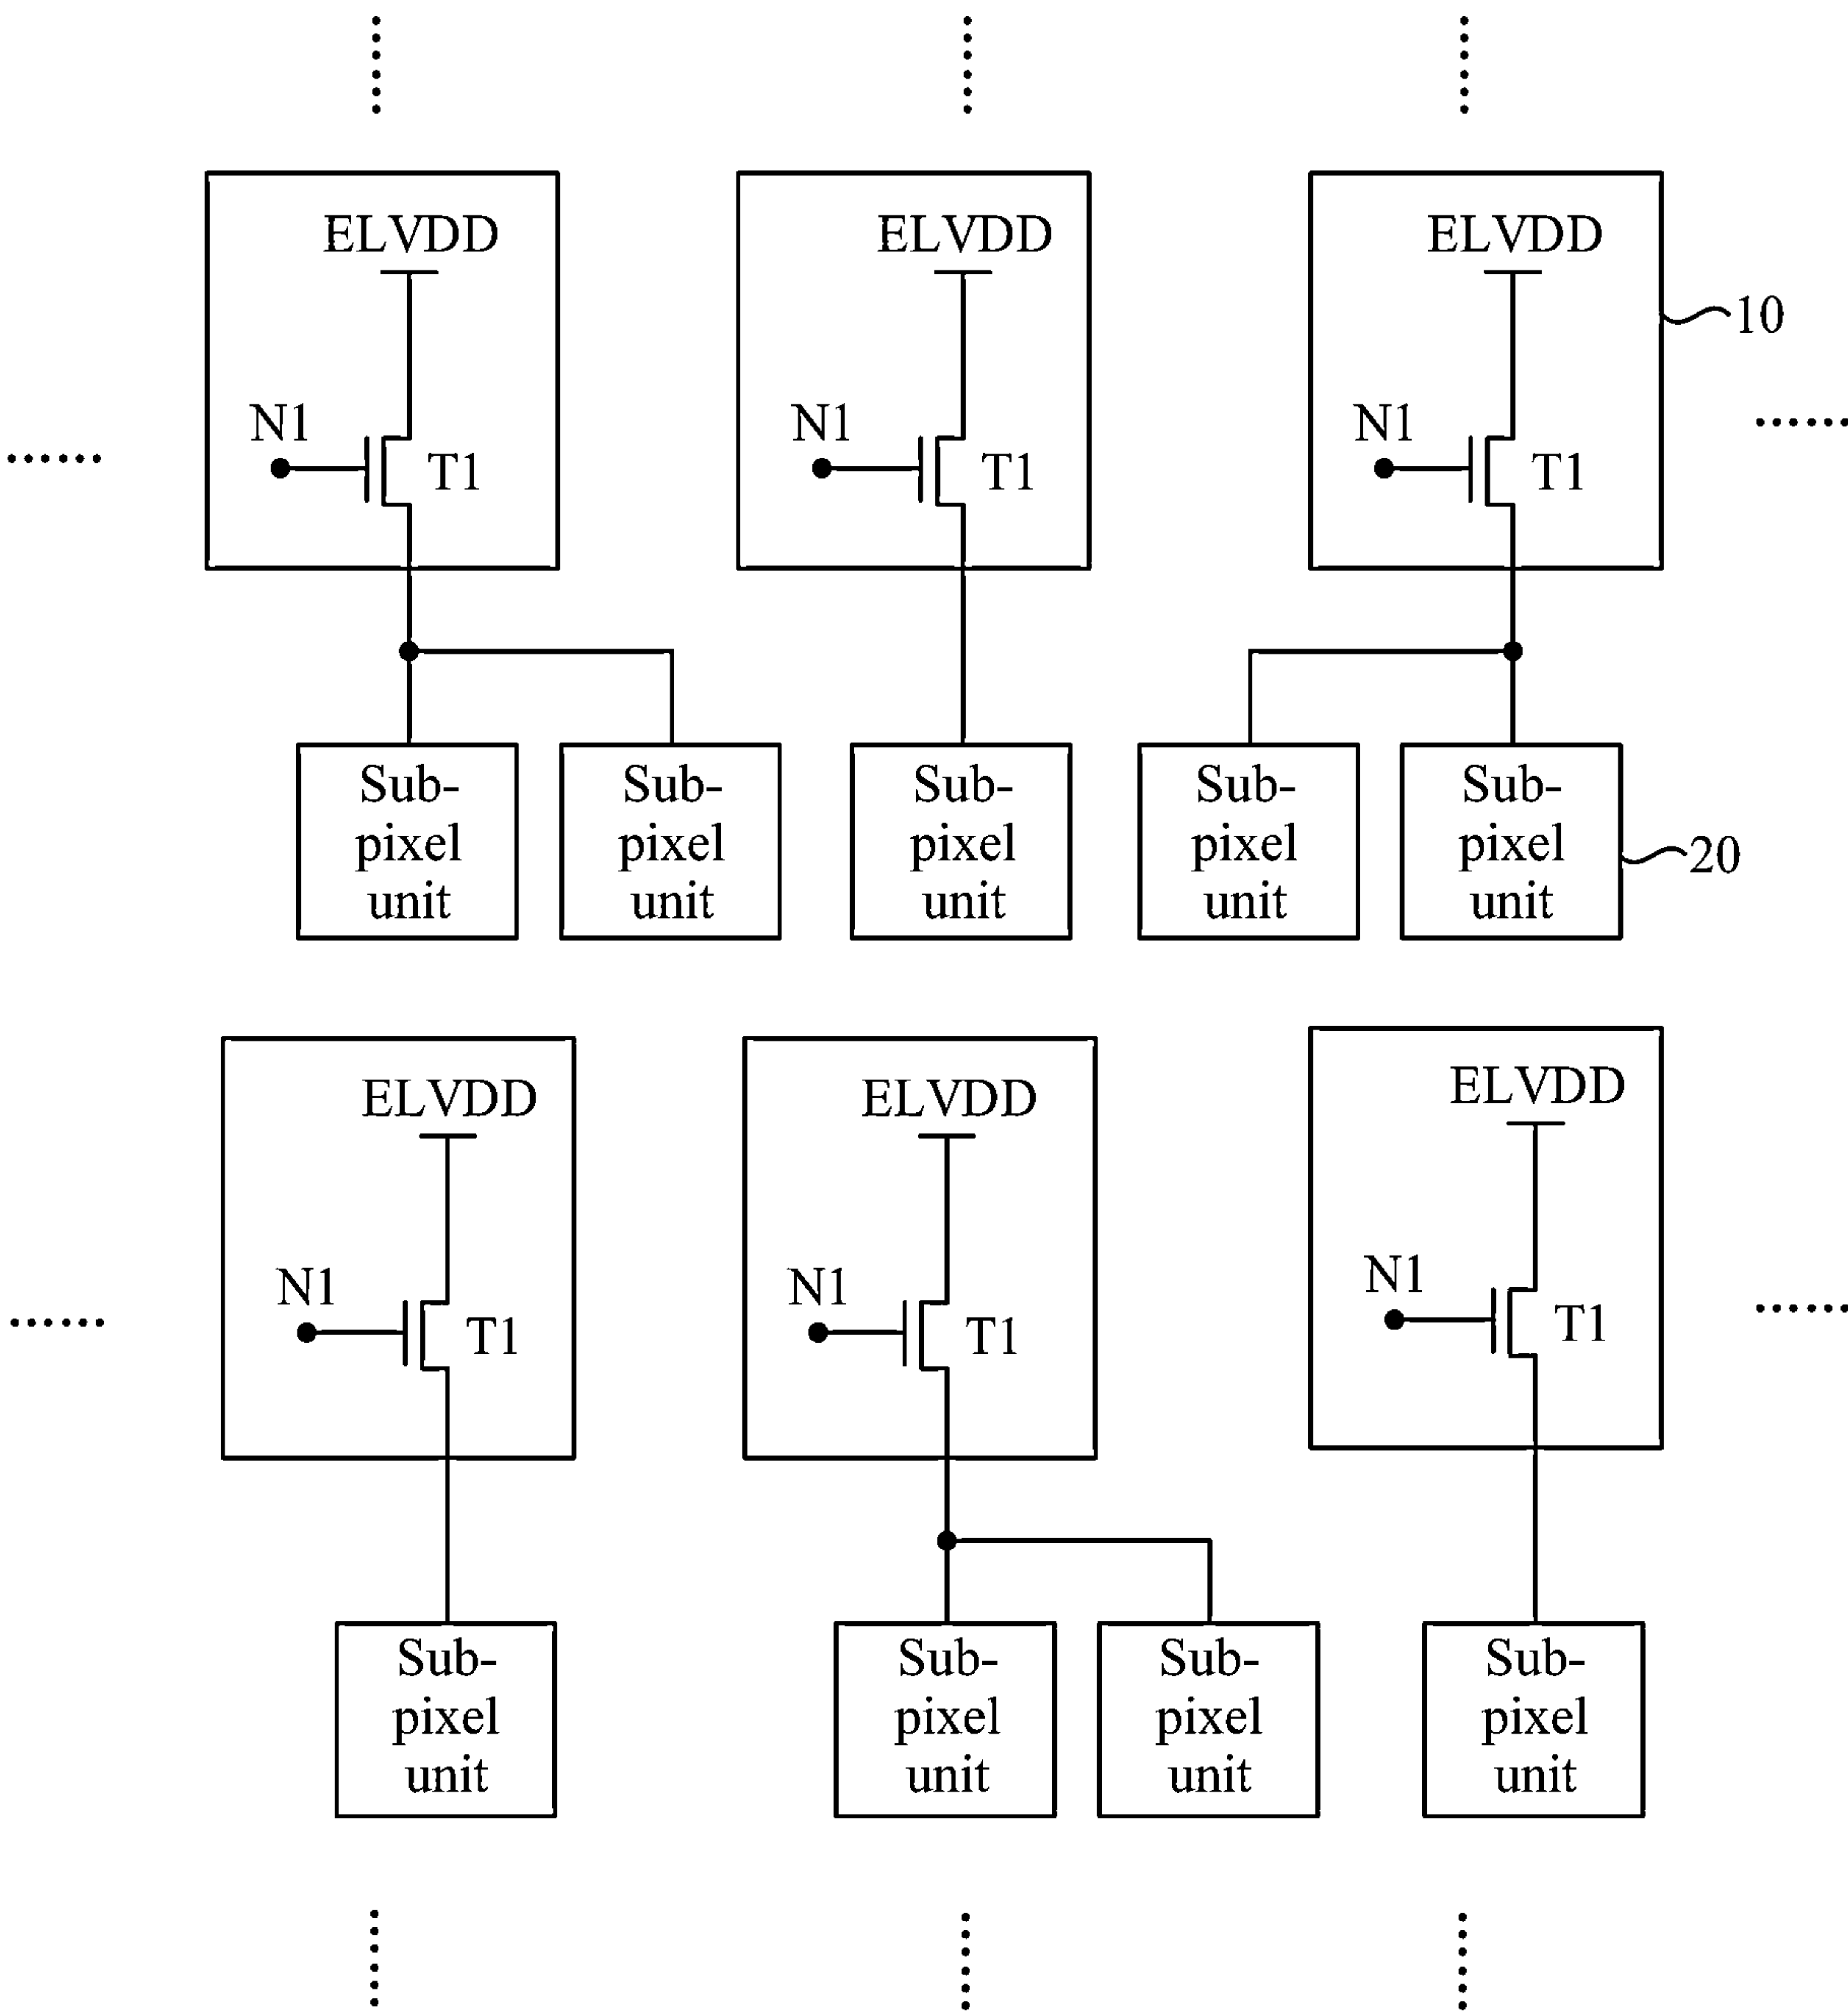 ELVDD ELVDD ELVDD
10
N1 T1 N1 T1 N1 T1
Sub- Sub- Sub- Sub- Sub-
pixel pixel pixel pixel pixel
20
unit unit unit unit unit
ELVDD ELVDD ELVDD
N1 T1 N1 T1 N1 T1
Sub- Sub- Sub- Sub-
pixel pixel pixel pixel
unit unit unit unit